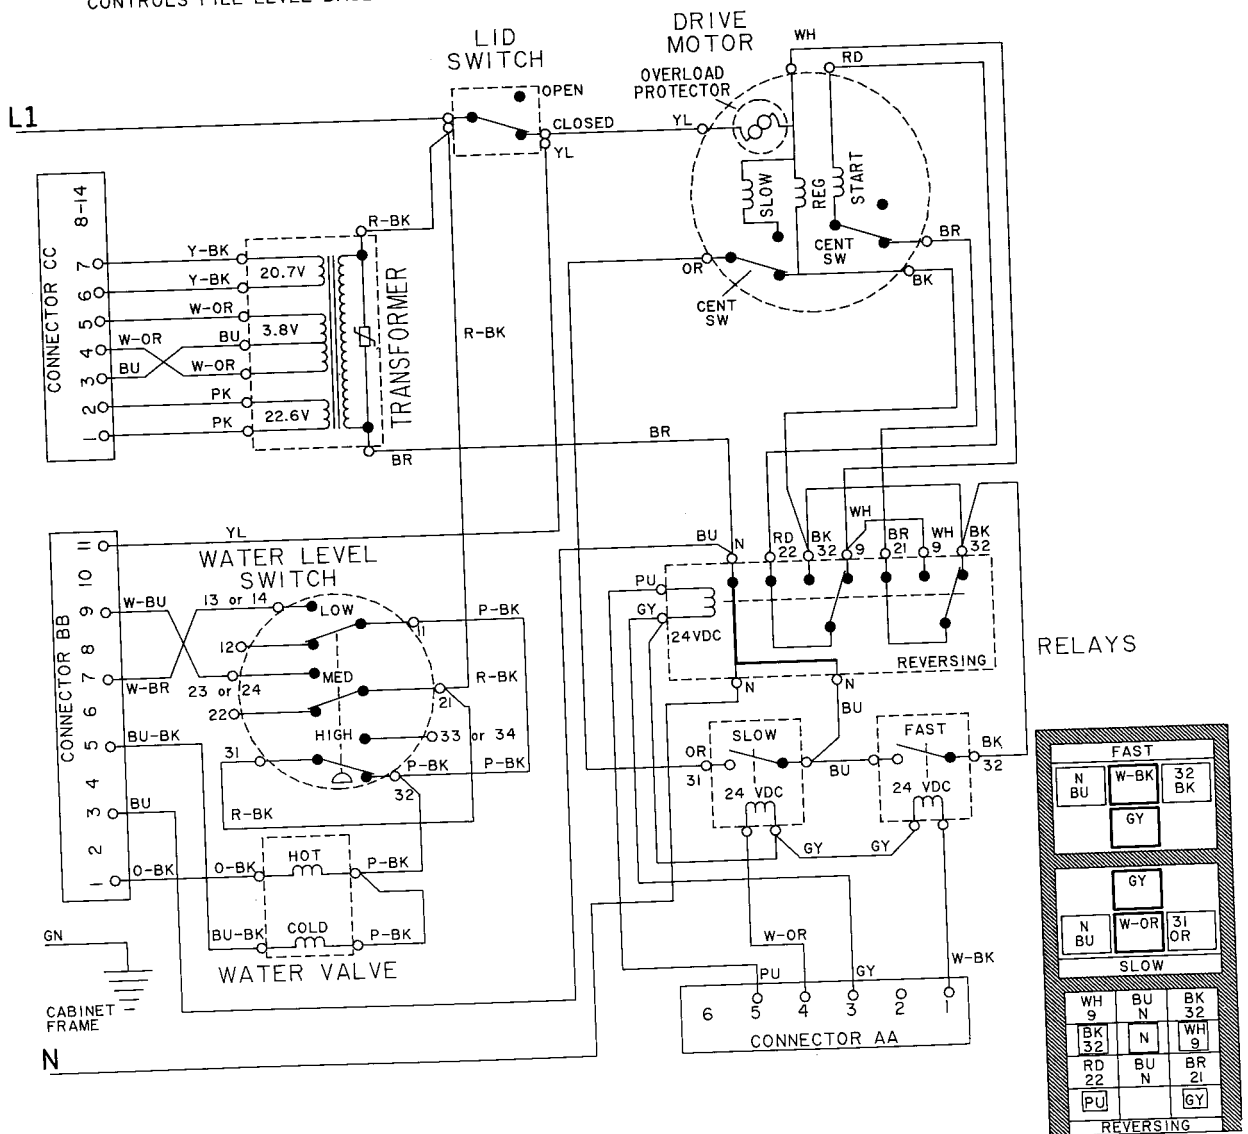 LID
SWITCH
OPEN
CLOSED
YL
L1
DRIVE
MOTOR
OVERLOAD
PROTECTOR
WH
RD
YL
SLOW
REG
START
CENT
SW
BR
OR
CENT
SW
BK
CONNECTOR CC
8-14
7
6
5
4
3
2
1
Y-BK
Y-BK
W-OR
W-OR
BU
BU
W-OR
PK
PK
20.7V
3.8V
22.6V
R-BK
TRANSFORMER
R-BK
BR
BR
CONNECTOR BB
11
10
9
8
7
6
5
4
3
2
1
YL
WATER LEVEL
SWITCH
W-BU
13 or 14
LOW
P-BK
12
11
W-BR
23 or 24
MED
R-BK
22
21
HIGH
33 or 34
31
BU-BK
P-BK
P-BK
32
BU
R-BK
HOT
O-BK
O-BK
P-BK
COLD
BU-BK
P-BK
WATER VALVE
GN
CABINET
FRAME
N
BU
N
RD
22
BK
32
WH
9
BR
21
WH
9
BK
32
PU
GY
24VDC
REVERSING
RELAYS
N
N
BU
SLOW
FAST
OR
31
BU
BK
32
24 VDC
24 VDC
GY
GY
W-OR
PU
GY
W-BK
6
5
4
3
2
1
CONNECTOR AA
FAST
N
BU
W-BK
32
BK
GY
GY
N
BU
W-OR
31
OR
SLOW
WH
9
BU
N
BK
32
BK
32
N
WH
9
RD
22
BU
N
BR
21
PU
GY
REVERSING